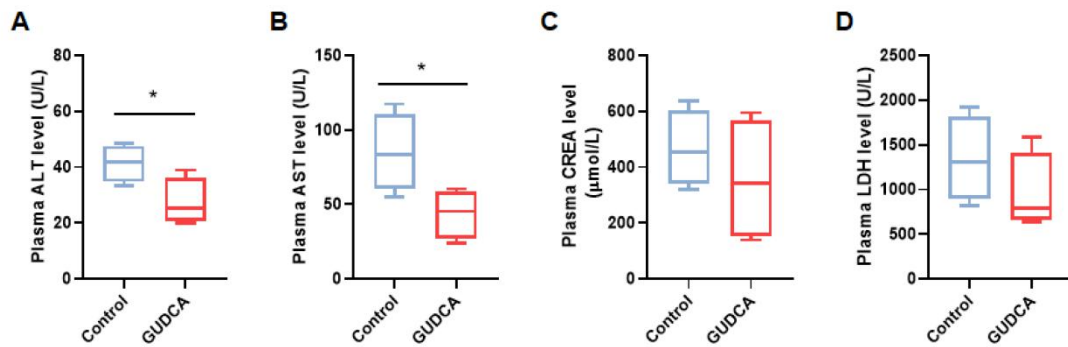 A
Plasma ALT level (U/L)
80
60
40
20
0
*
Control
GUDCA
B
Plasma AST level (U/L)
150
100
50
0
*
Control
GUDCA
C
Plasma CREA level
(μmol/L)
800
600
400
200
0
Control
GUDCA
D
Plasma LDH level (U/L)
2500
2000
1500
1000
500
0
Control
GUDCA